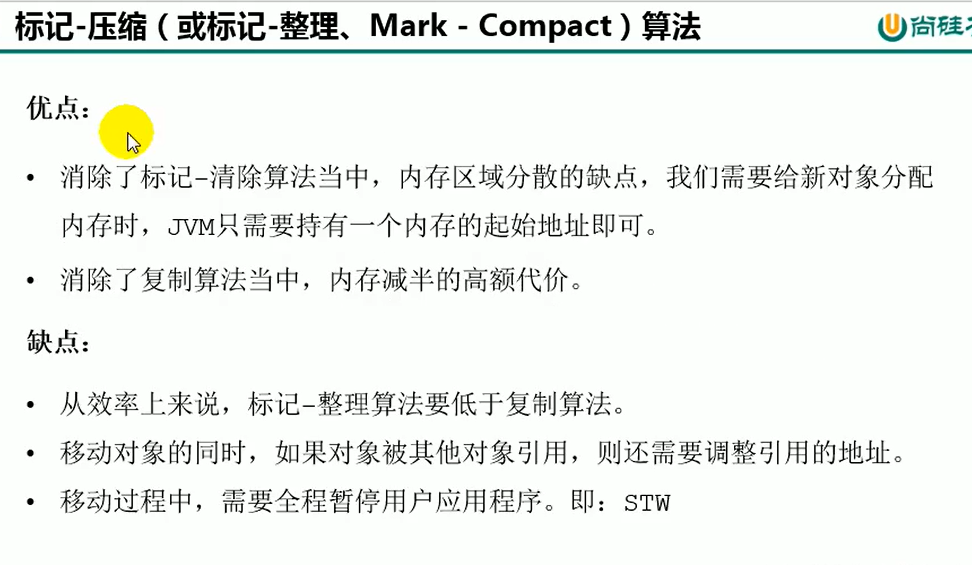 标记-压缩（或标记-整理、Mark - Compact）算法
尚硅
优点：
• 消除了标记-清除算法当中，内存区域分散的缺点，我们需要给新对象分配
内存时，JVM只需要持有一个内存的起始地址即可。
• 消除了复制算法当中，内存减半的高额代价。
缺点：
• 从效率上来说，标记-整理算法要低于复制算法。
• 移动对象的同时，如果对象被其他对象引用，则还需要调整引用的地址。
• 移动过程中，需要全程暂停用户应用程序。即：STW